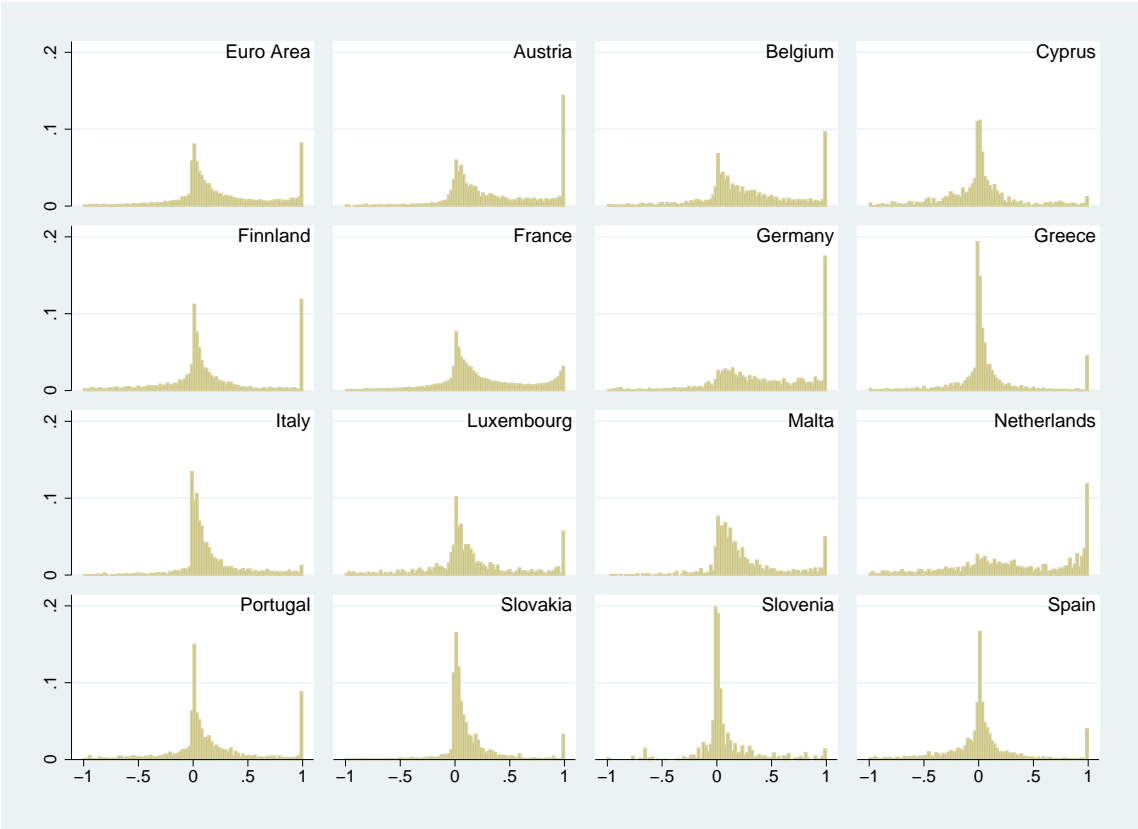 .2 Euro Area Austria Belgium Cyprus
.1
0
.2 Finnland France Germany Greece
.1
0
.2 Italy Luxembourg Malta Netherlands
.1
0
.2 Portugal Slovakia Slovenia Spain
.1
0
−1 −.5 0 .5 1 −1 −.5 0 .5 1 −1 −.5 0 .5 1 −1 −.5 0 .5 1